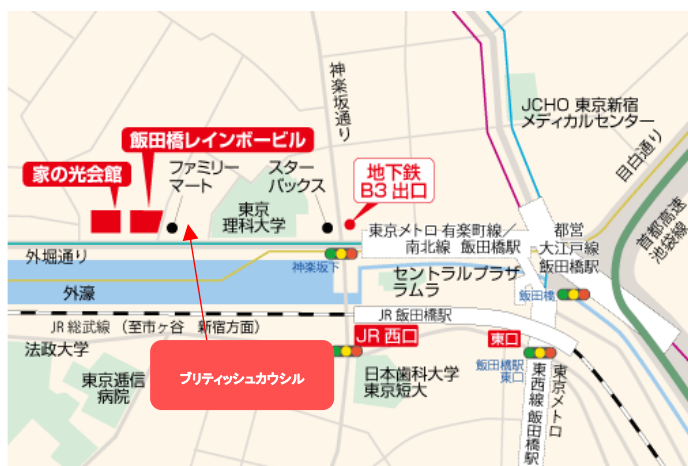 神楽坂通り
JCHO 東京新宿
メディカルセンター
目白通り
首都高速
池袋線
飯田橋レインボービル
家の光会館
ファミリー
マート
スター
バックス
地下鉄
B3 出口
東京
理科大学
東京メトロ 有楽町線／
南北線 飯田橋駅
都営
大江戸線
飯田橋駅
外堀通り
神楽坂下
セントラルプラザ
ラムラ
飯田橋
外濠
JR 飯田橋駅
JR 総武線 （至市ヶ谷 新宿方面）
JR 西口
東口
法政大学
飯田橋駅
東口
ブリティッシュカウシル
東京逓信
病院
日本歯科大学
東京短大
東京メトロ
東西線 飯田橋駅